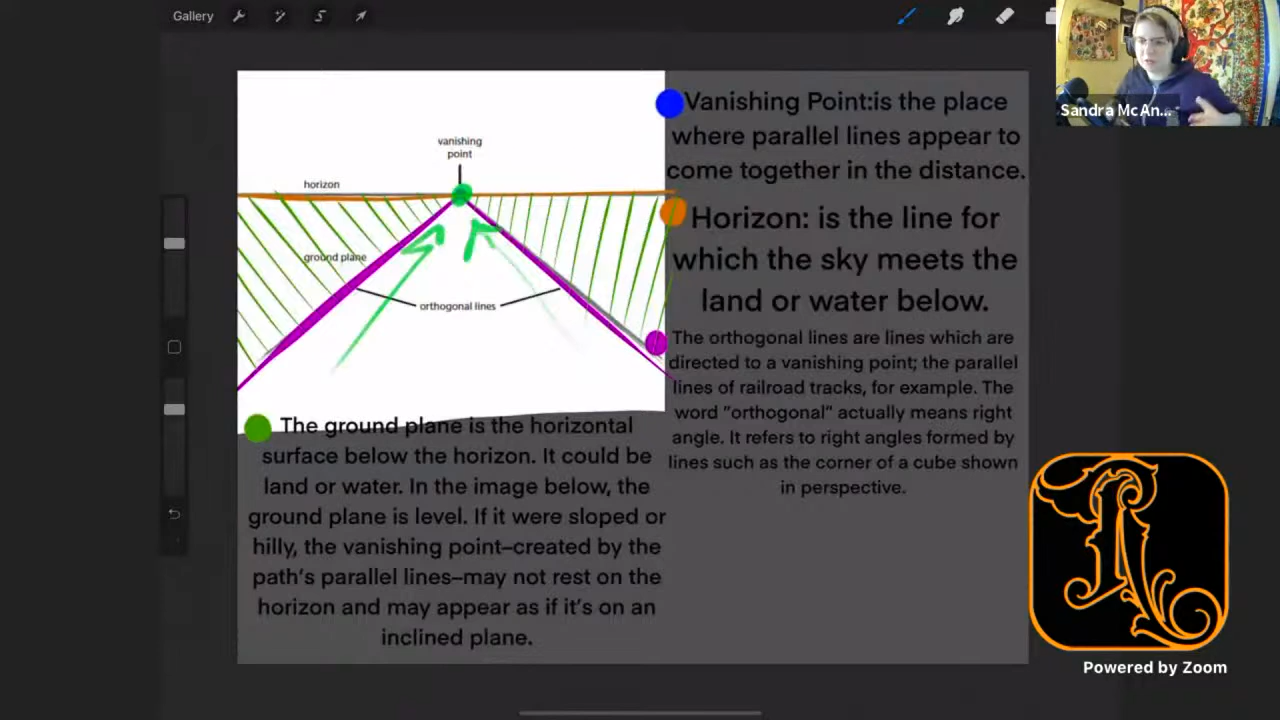 Gallery
vanishing
point
horizon
ground plane
orthogonal lines
Vanishing Point:is the place
where parallel lines appear to
come together in the distance.
Horizon: is the line for
which the sky meets the
land or water below.
The orthogonal lines are lines which are
directed to a vanishing point; the parallel
lines of railroad tracks, for example. The
word "orthogonal" actually means right
angle. It refers to right angles formed by
lines such as the corner of a cube shown
in perspective.
The ground plane is the horizontal
surface below the horizon. It could be
land or water. In the image below, the
ground plane is level. If it were sloped or
hilly, the vanishing point–created by the
path's parallel lines–may not rest on the
horizon and may appear as if it's on an
inclined plane.
Sandra McAn...
Powered by Zoom